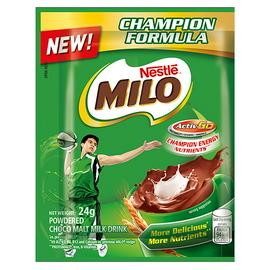 NEW!
CHAMPION
FORMULA
Nestlé
MILO
ACTIV-GO
CHAMPION ENERGY
NUTRIENTS*
NET WEIGHT 24g
POWDERED
CHOCO MALT MILK DRINK
More Delicious
More Nutrients